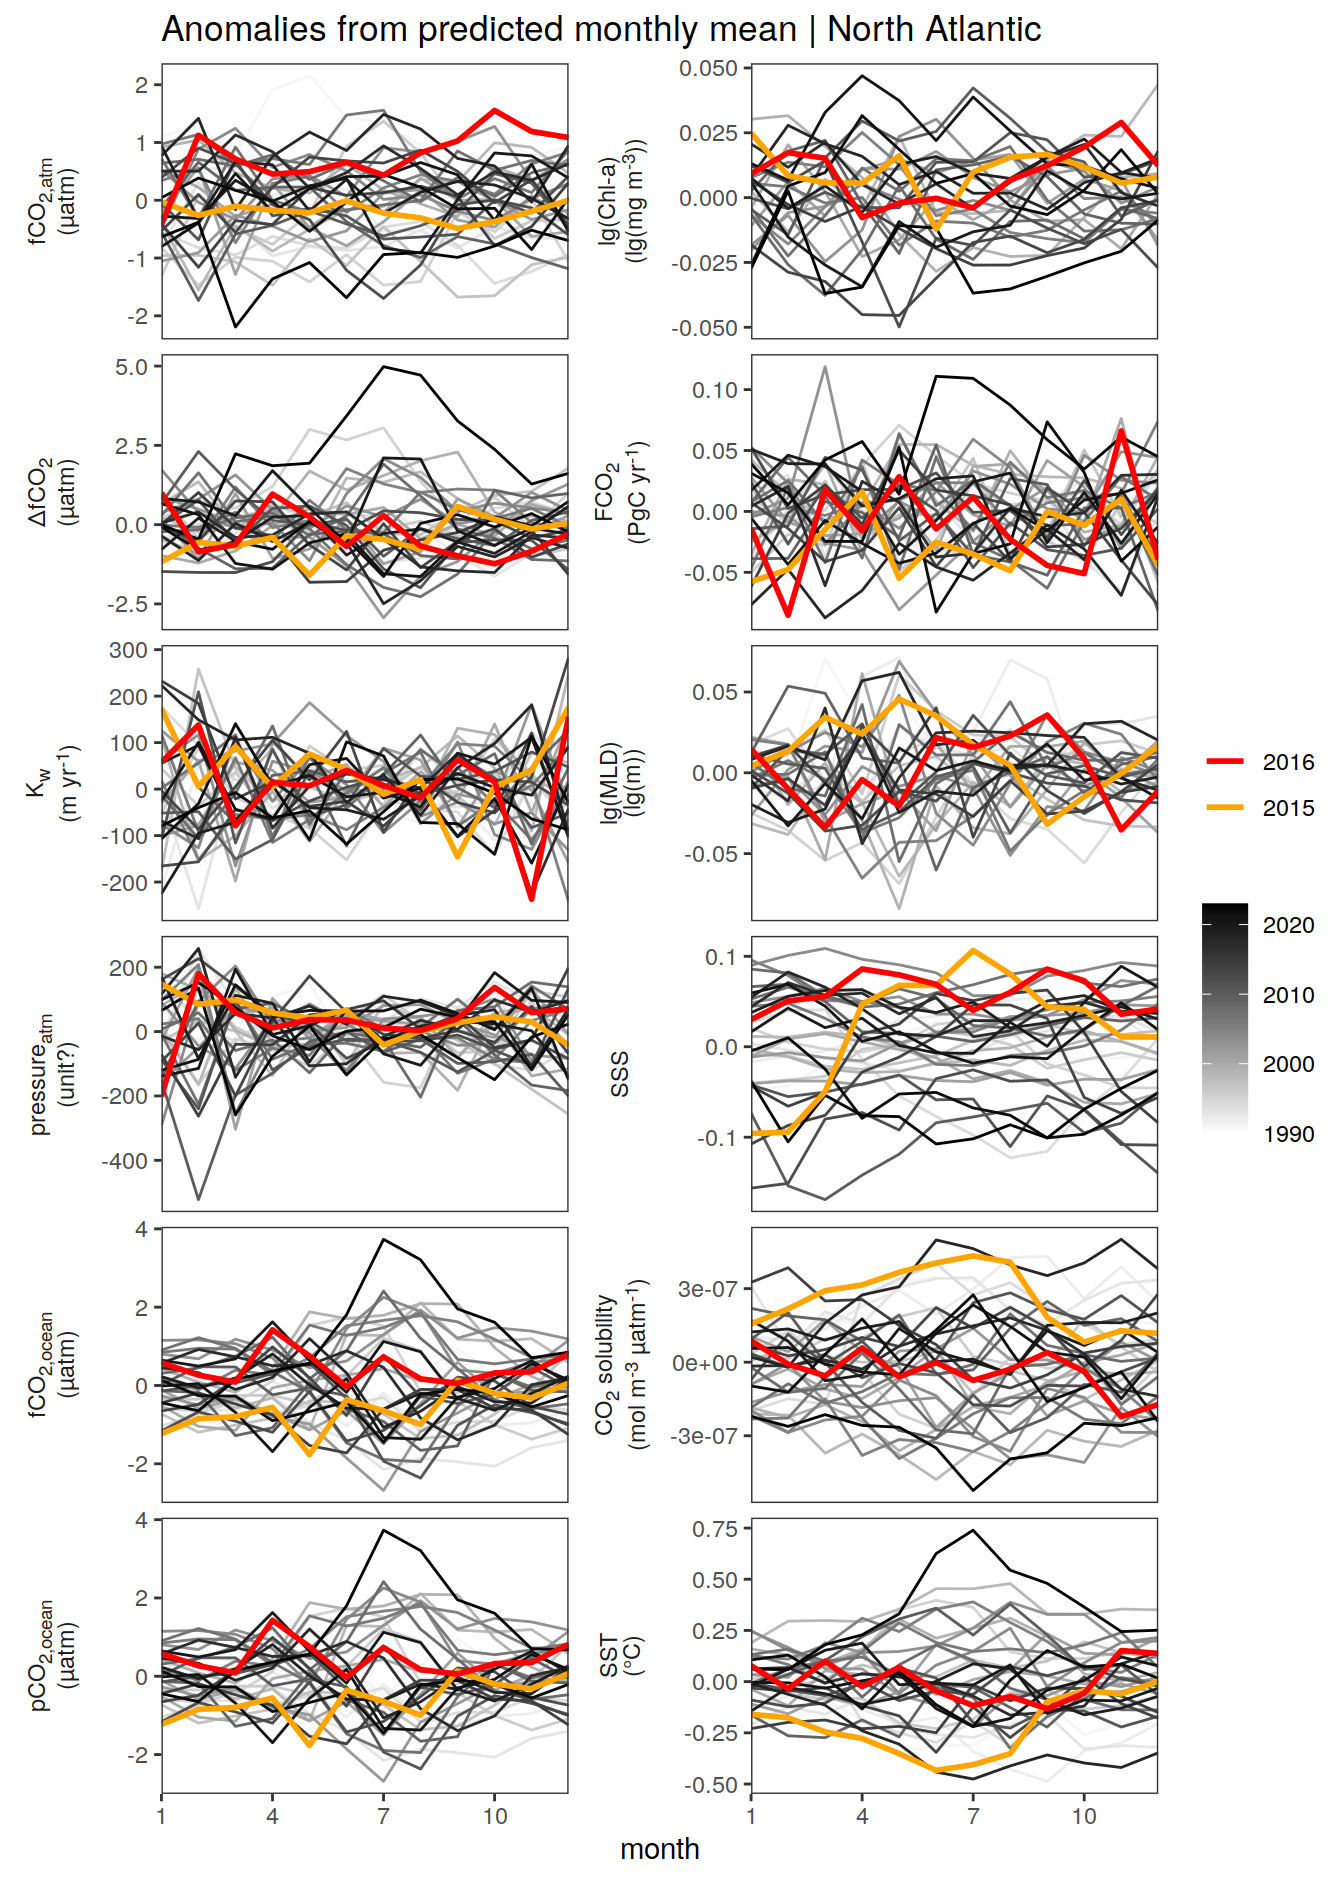 Anomalies from predicted monthly mean | North Atlantic
fCO2,atm
(µatm)
2
1
0
-1
-2
lg(Chl-a)
(lg(mg m-3))
0.050
0.025
0.000
-0.025
-0.050
ΔfCO2
(µatm)
5.0
2.5
0.0
-2.5
FCO2
(PgC yr-1)
0.10
0.05
0.00
-0.05
Kw
(m yr-1)
300
200
100
0
-100
-200
lg(MLD)
(lg(m))
0.05
0.00
-0.05
pressureatm
(unit?)
200
0
-200
-400
SSS
0.1
0.0
-0.1
fCO2,ocean
(µatm)
4
2
0
-2
CO2 solubility
(mol m-3 µatm-1)
3e-07
0e+00
-3e-07
pCO2,ocean
(µatm)
4
2
0
-2
SST
(°C)
0.75
0.50
0.25
0.00
-0.25
-0.50
1 4 7 10
1 4 7 10
month
2016
2015
2020
2010
2000
1990